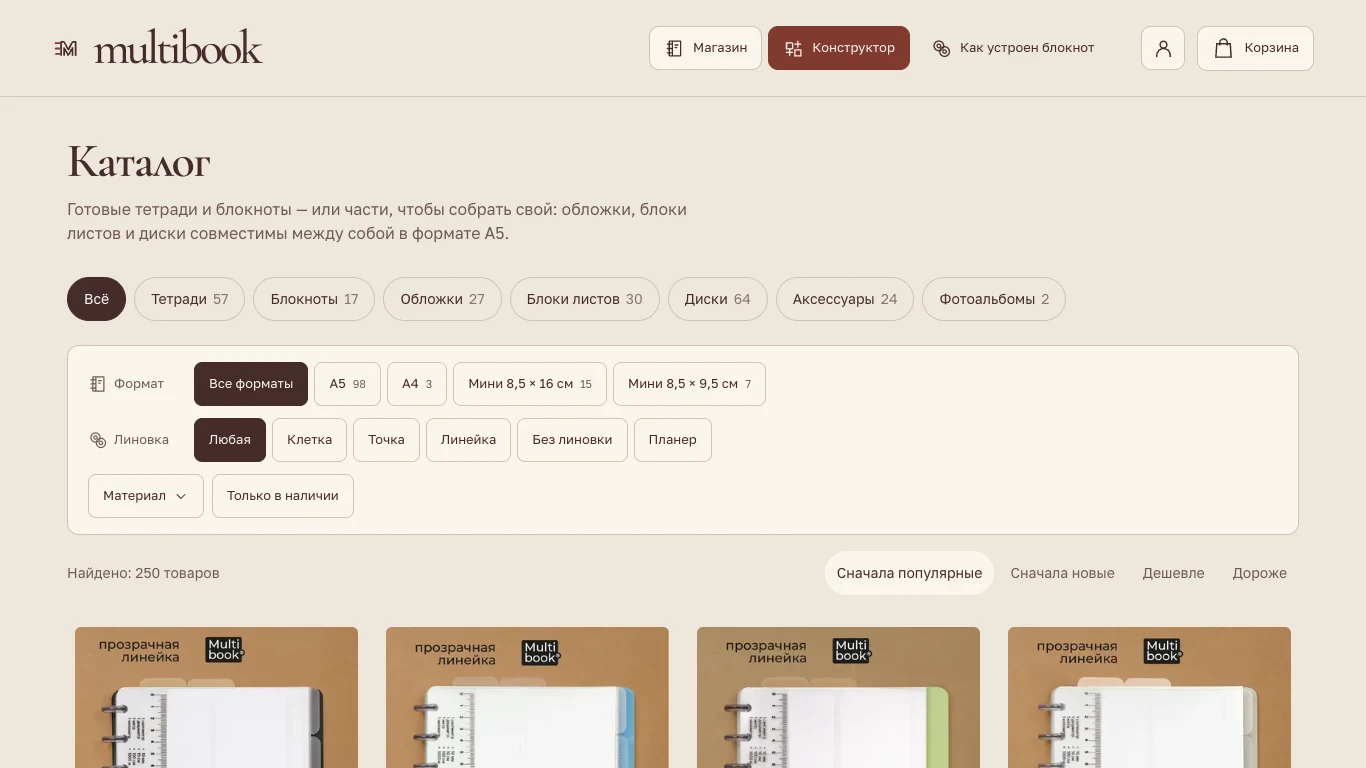 multibook
Магазин
Конструктор
Как устроен блокнот
Корзина
Каталог
Готовые тетради и блокноты — или части, чтобы собрать свой: обложки, блоки
листов и диски совместимы между собой в формате А5.
Всё
Тетради 57
Блокноты 17
Обложки 27
Блоки листов 30
Диски 64
Аксессуары 24
Фотоальбомы 2
Формат
Все форматы
А5 98
А4 3
Мини 8,5 × 16 см 15
Мини 8,5 × 9,5 см 7
Линовка
Любая
Клетка
Точка
Линейка
Без линовки
Планер
Материал
Только в наличии
Найдено: 250 товаров
Сначала популярные
Сначала новые
Дешевле
Дороже
прозрачная
линейка
Multi
book
прозрачная
линейка
Multi
book
прозрачная
линейка
Multi
book
прозрачная
линейка
Multi
book